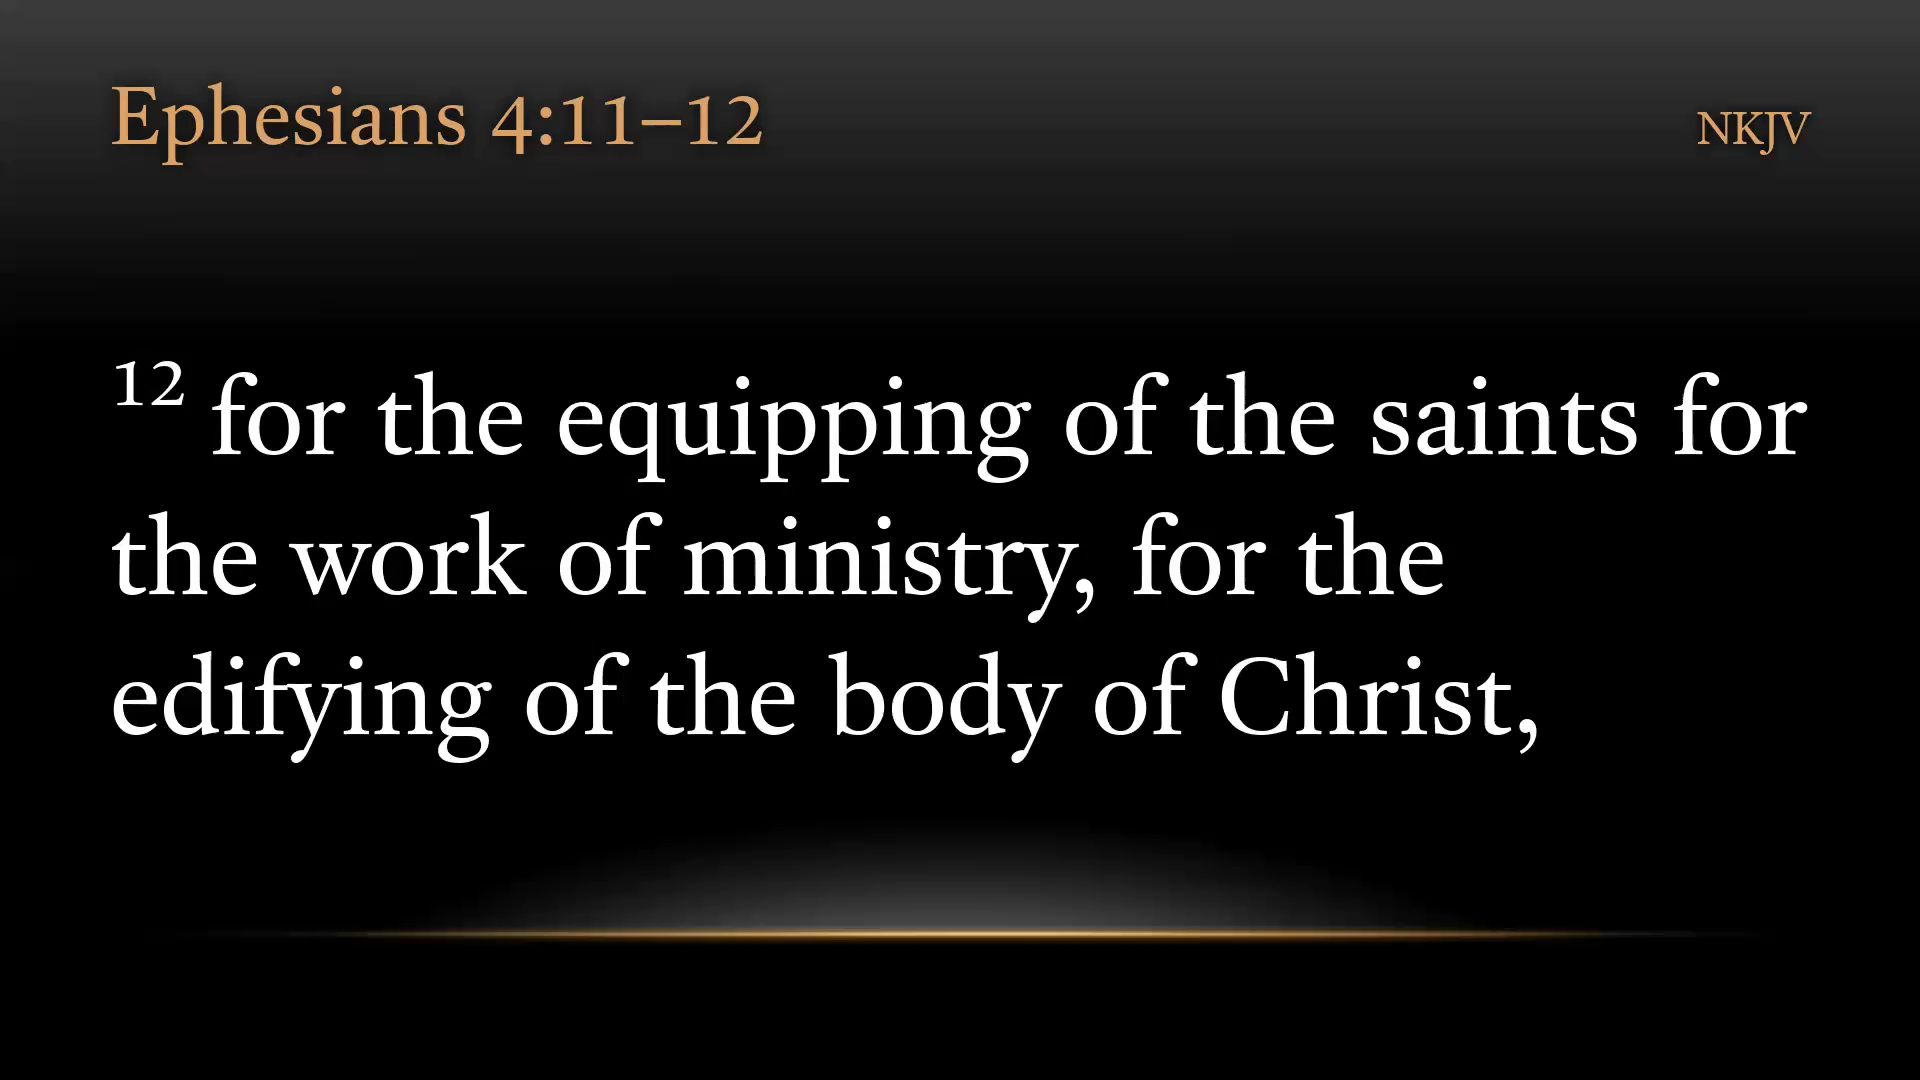 Ephesians 4:11–12
NKJV
12 for the equipping of the saints for
the work of ministry, for the
edifying of the body of Christ,